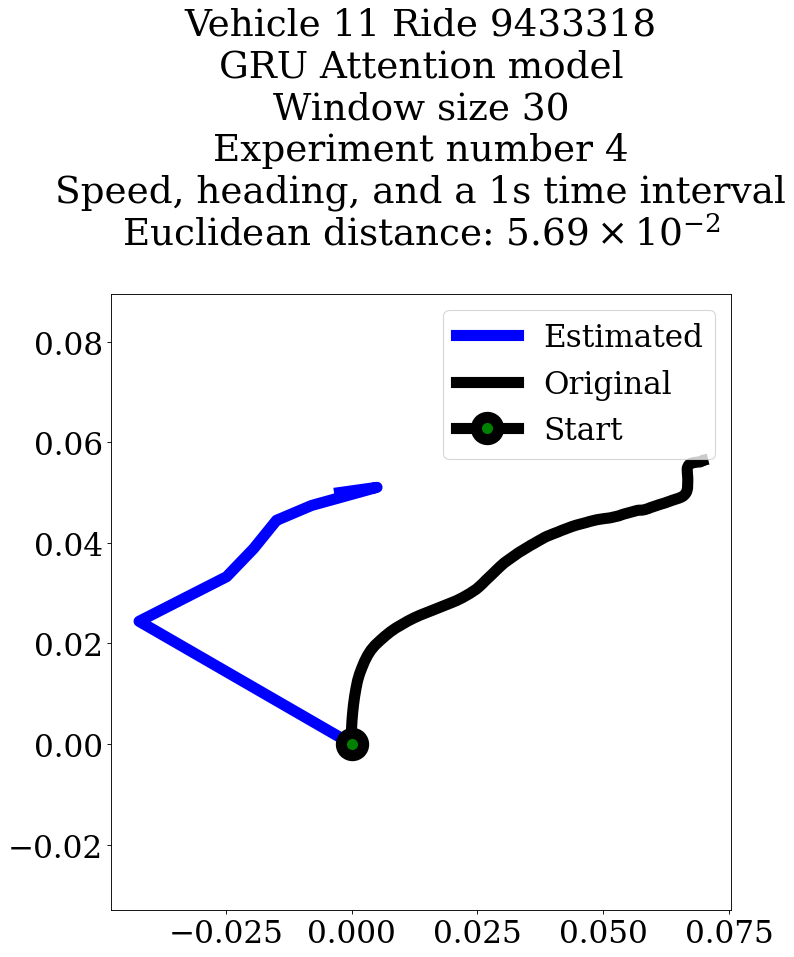 Vehicle 11 Ride 9433318
GRU Attention model
Window size 30
Experiment number 4
Speed, heading, and a 1s time interval
Euclidean distance: 5.69 × 10⁻²
Estimated
Original
Start
0.08
0.06
0.04
0.02
0.00
−0.02
−0.025 0.000 0.025 0.050 0.075